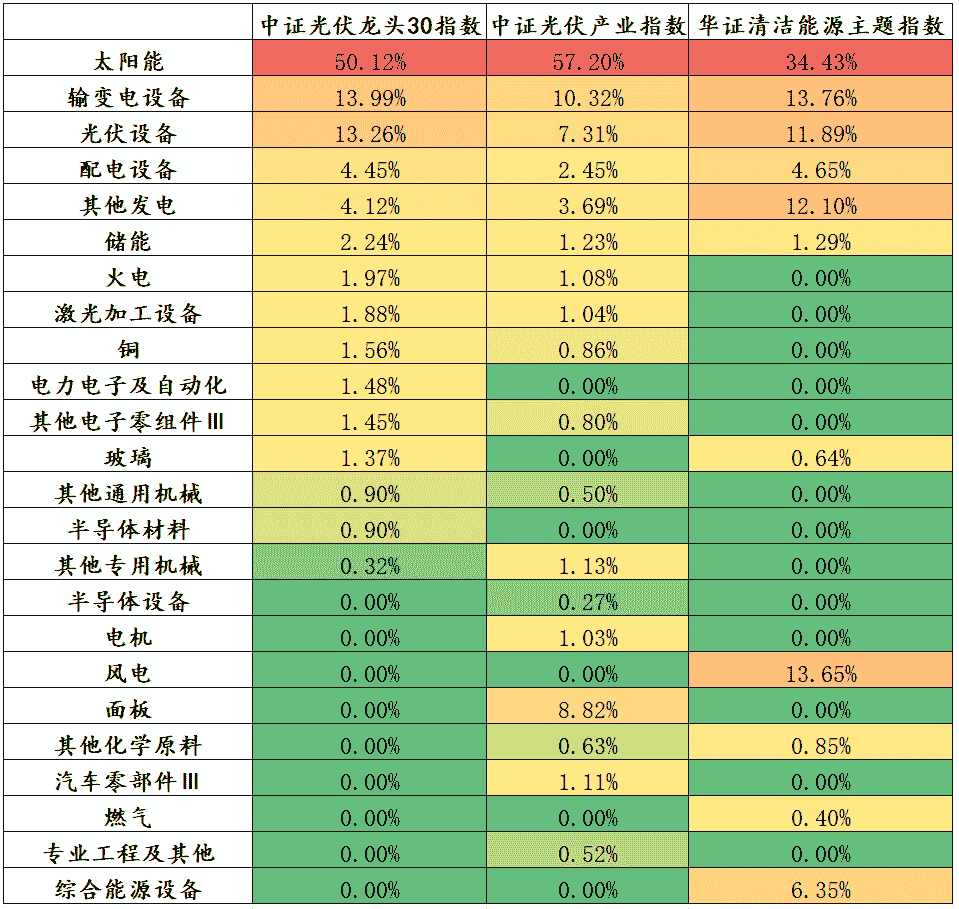 中证光伏龙头30指数 中证光伏产业指数 华证清洁能源主题指数
太阳能 50.12% 57.20% 34.43%
输变电设备 13.99% 10.32% 13.76%
光伏设备 13.26% 7.31% 11.89%
配电设备 4.45% 2.45% 4.65%
其他发电 4.12% 3.69% 12.10%
储能 2.24% 1.23% 1.29%
火电 1.97% 1.08% 0.00%
激光加工设备 1.88% 1.04% 0.00%
铜 1.56% 0.86% 0.00%
电力电子及自动化 1.48% 0.00% 0.00%
其他电子零组件Ⅲ 1.45% 0.80% 0.00%
玻璃 1.37% 0.00% 0.64%
其他通用机械 0.90% 0.50% 0.00%
半导体材料 0.90% 0.00% 0.00%
其他专用机械 0.32% 1.13% 0.00%
半导体设备 0.00% 0.27% 0.00%
电机 0.00% 1.03% 0.00%
风电 0.00% 0.00% 13.65%
面板 0.00% 8.82% 0.00%
其他化学原料 0.00% 0.63% 0.85%
汽车零部件Ⅲ 0.00% 1.11% 0.00%
燃气 0.00% 0.00% 0.40%
专业工程及其他 0.00% 0.52% 0.00%
综合能源设备 0.00% 0.00% 6.35%